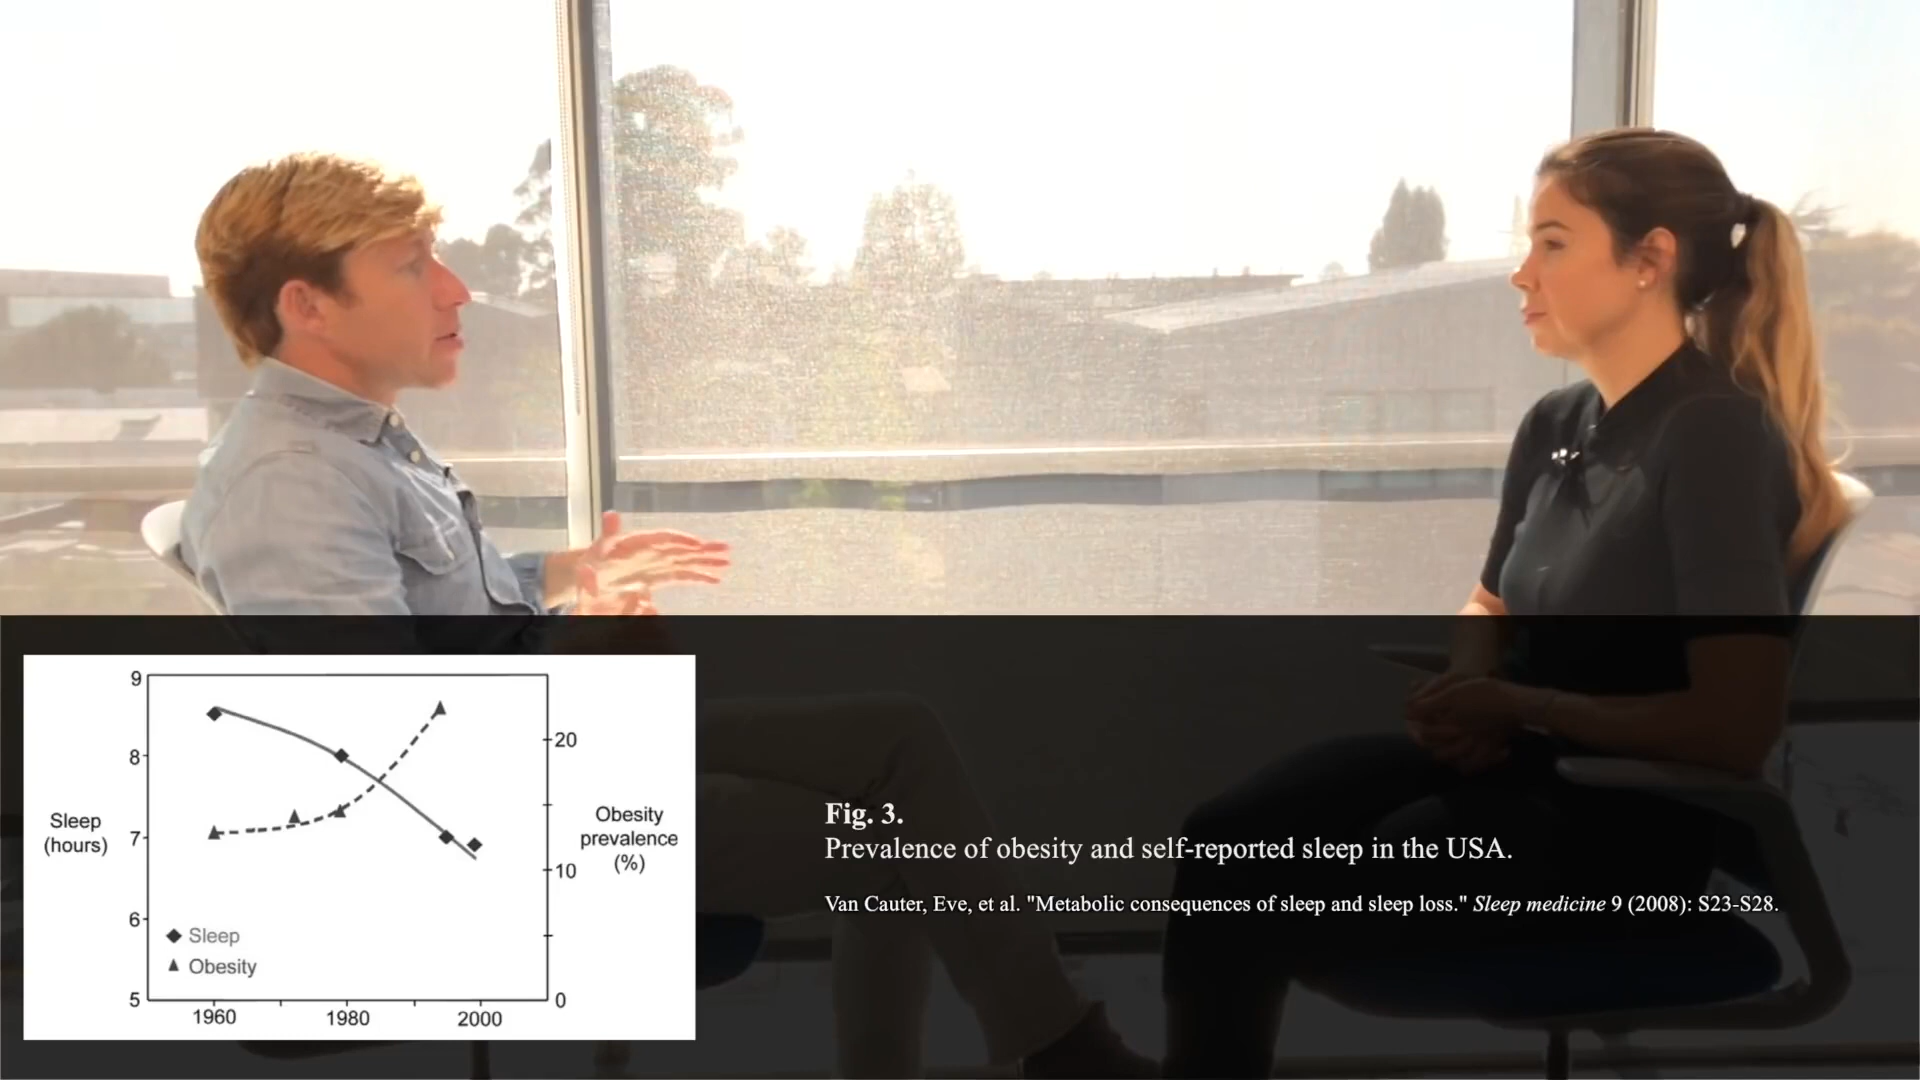 9
8
7
6
5
Sleep
(hours)
Sleep
Obesity
1960
1980
2000
20
10
0
Obesity
prevalence
(%)
Fig. 3.
Prevalence of obesity and self-reported sleep in the USA.
Van Cauter, Eve, et al. "Metabolic consequences of sleep and sleep loss." Sleep medicine 9 (2008): S23-S28.